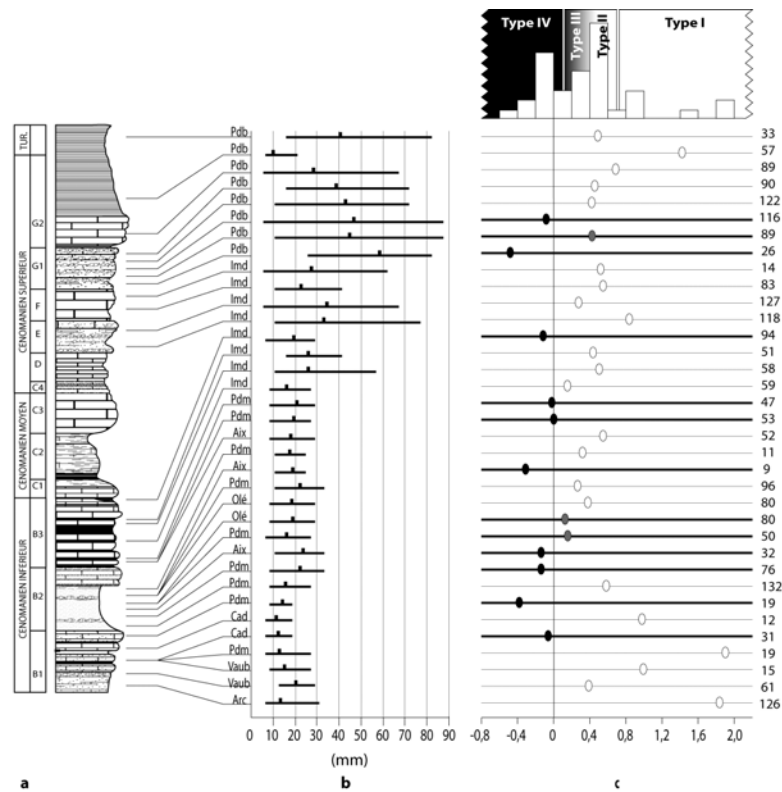 Type IV
Type III
Type II
Type I
TUR.
CENOMANIEN SUPERIEUR
CENOMANIEN MOYEN
CENOMANIEN INFERIEUR
G2
G1
F
E
D
C4
C3
C2
C1
B3
B2
B1
Pdb
Pdb
Pdb
Pdb
Pdb
Pdb
Pdb
Pdb
Imd
Imd
Imd
Imd
Imd
Imd
Imd
Imd
Pdm
Pdm
Aix
Pdm
Aix
Pdm
Olé
Olé
Pdm
Aix
Pdm
Pdm
Pdm
Cad
Cad
Pdm
Vaub
Vaub
Arc
33
57
89
90
122
116
89
26
14
83
127
118
94
51
58
59
47
53
52
11
9
96
80
80
50
32
76
132
19
12
31
19
15
61
126
0 10 20 30 40 50 60 70 80 90
(mm)
-0,8 -0,4 0 0,4 0,8 1,2 1,6 2,0
a b c